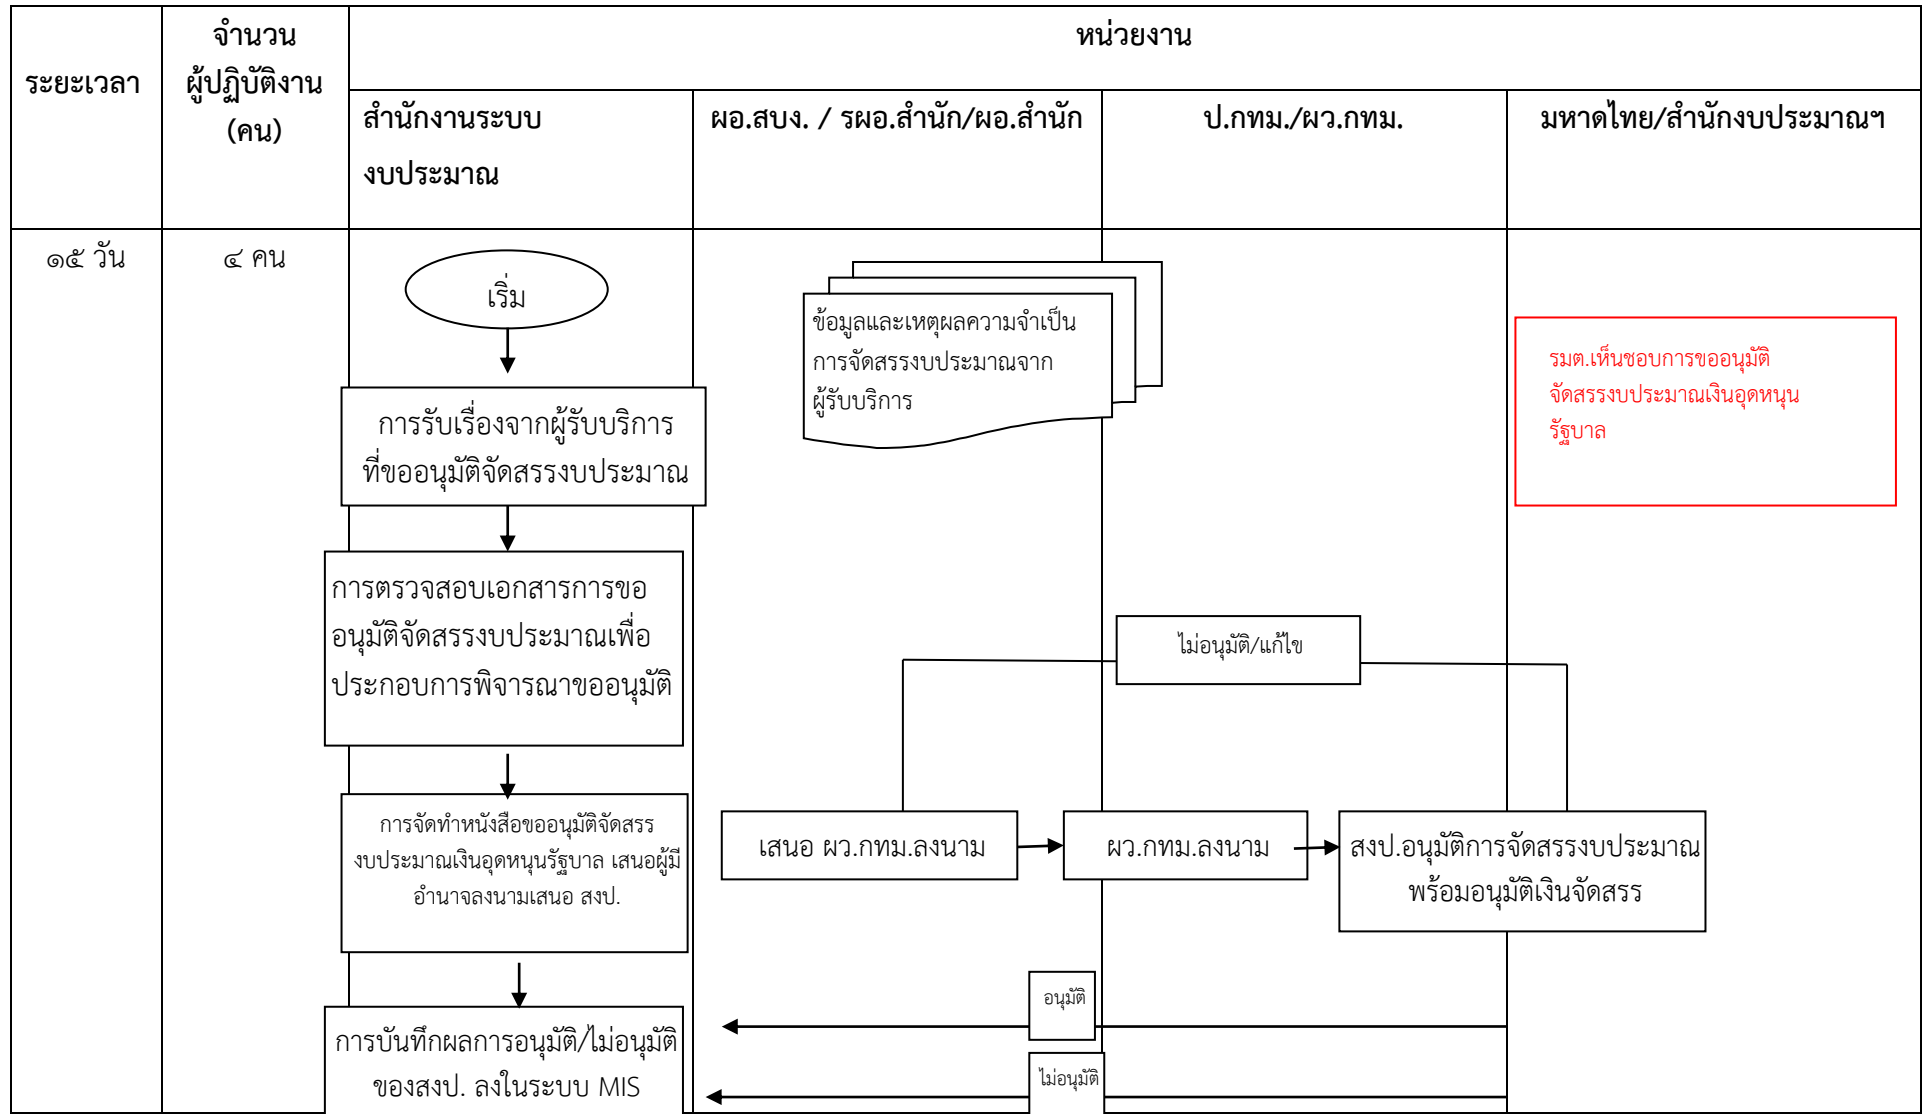 ระยะเวลา
จำนวน
ผู้ปฏิบัติงาน
(คน)
หน่วยงาน
สำนักงานระบบ
งบประมาณ
ผอ.สบง. / รผอ.สำนัก/ผอ.สำนัก
ป.กทม./ผว.กทม.
มหาดไทย/สำนักงบประมาณฯ
๑๕ วัน
๔ คน
เริ่ม
ข้อมูลและเหตุผลความจำเป็น
การจัดสรรงบประมาณจาก
ผู้รับบริการ
รมต.เห็นชอบการขออนุมัติ
จัดสรรงบประมาณเงินอุดหนุน
รัฐบาล
การรับเรื่องจากผู้รับบริการ
ที่ขออนุมัติจัดสรรงบประมาณ
การตรวจสอบเอกสารการขอ
อนุมัติจัดสรรงบประมาณเพื่อ
ประกอบการพิจารณาขออนุมัติ
ไม่อนุมัติ/แก้ไข
การจัดทำหนังสือขออนุมัติจัดสรร
งบประมาณเงินอุดหนุนรัฐบาล เสนอผู้มี
อำนาจลงนามเสนอ สงป.
เสนอ ผว.กทม.ลงนาม
ผว.กทม.ลงนาม
สงป.อนุมัติการจัดสรรงบประมาณ
พร้อมอนุมัติเงินจัดสรร
อนุมัติ
การบันทึกผลการอนุมัติ/ไม่อนุมัติ
ของสงป. ลงในระบบ MIS
ไม่อนุมัติ